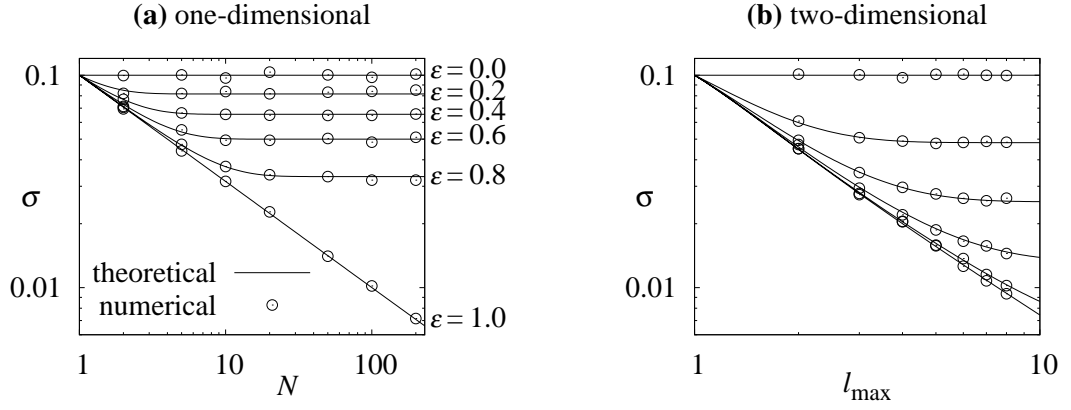 (a) one-dimensional
σ
0.1
0.01
ε = 0.0
ε = 0.2
ε = 0.4
ε = 0.6
ε = 0.8
ε = 1.0
theoretical
numerical
1 10 100
N
(b) two-dimensional
σ
0.1
0.01
1 10
lmax